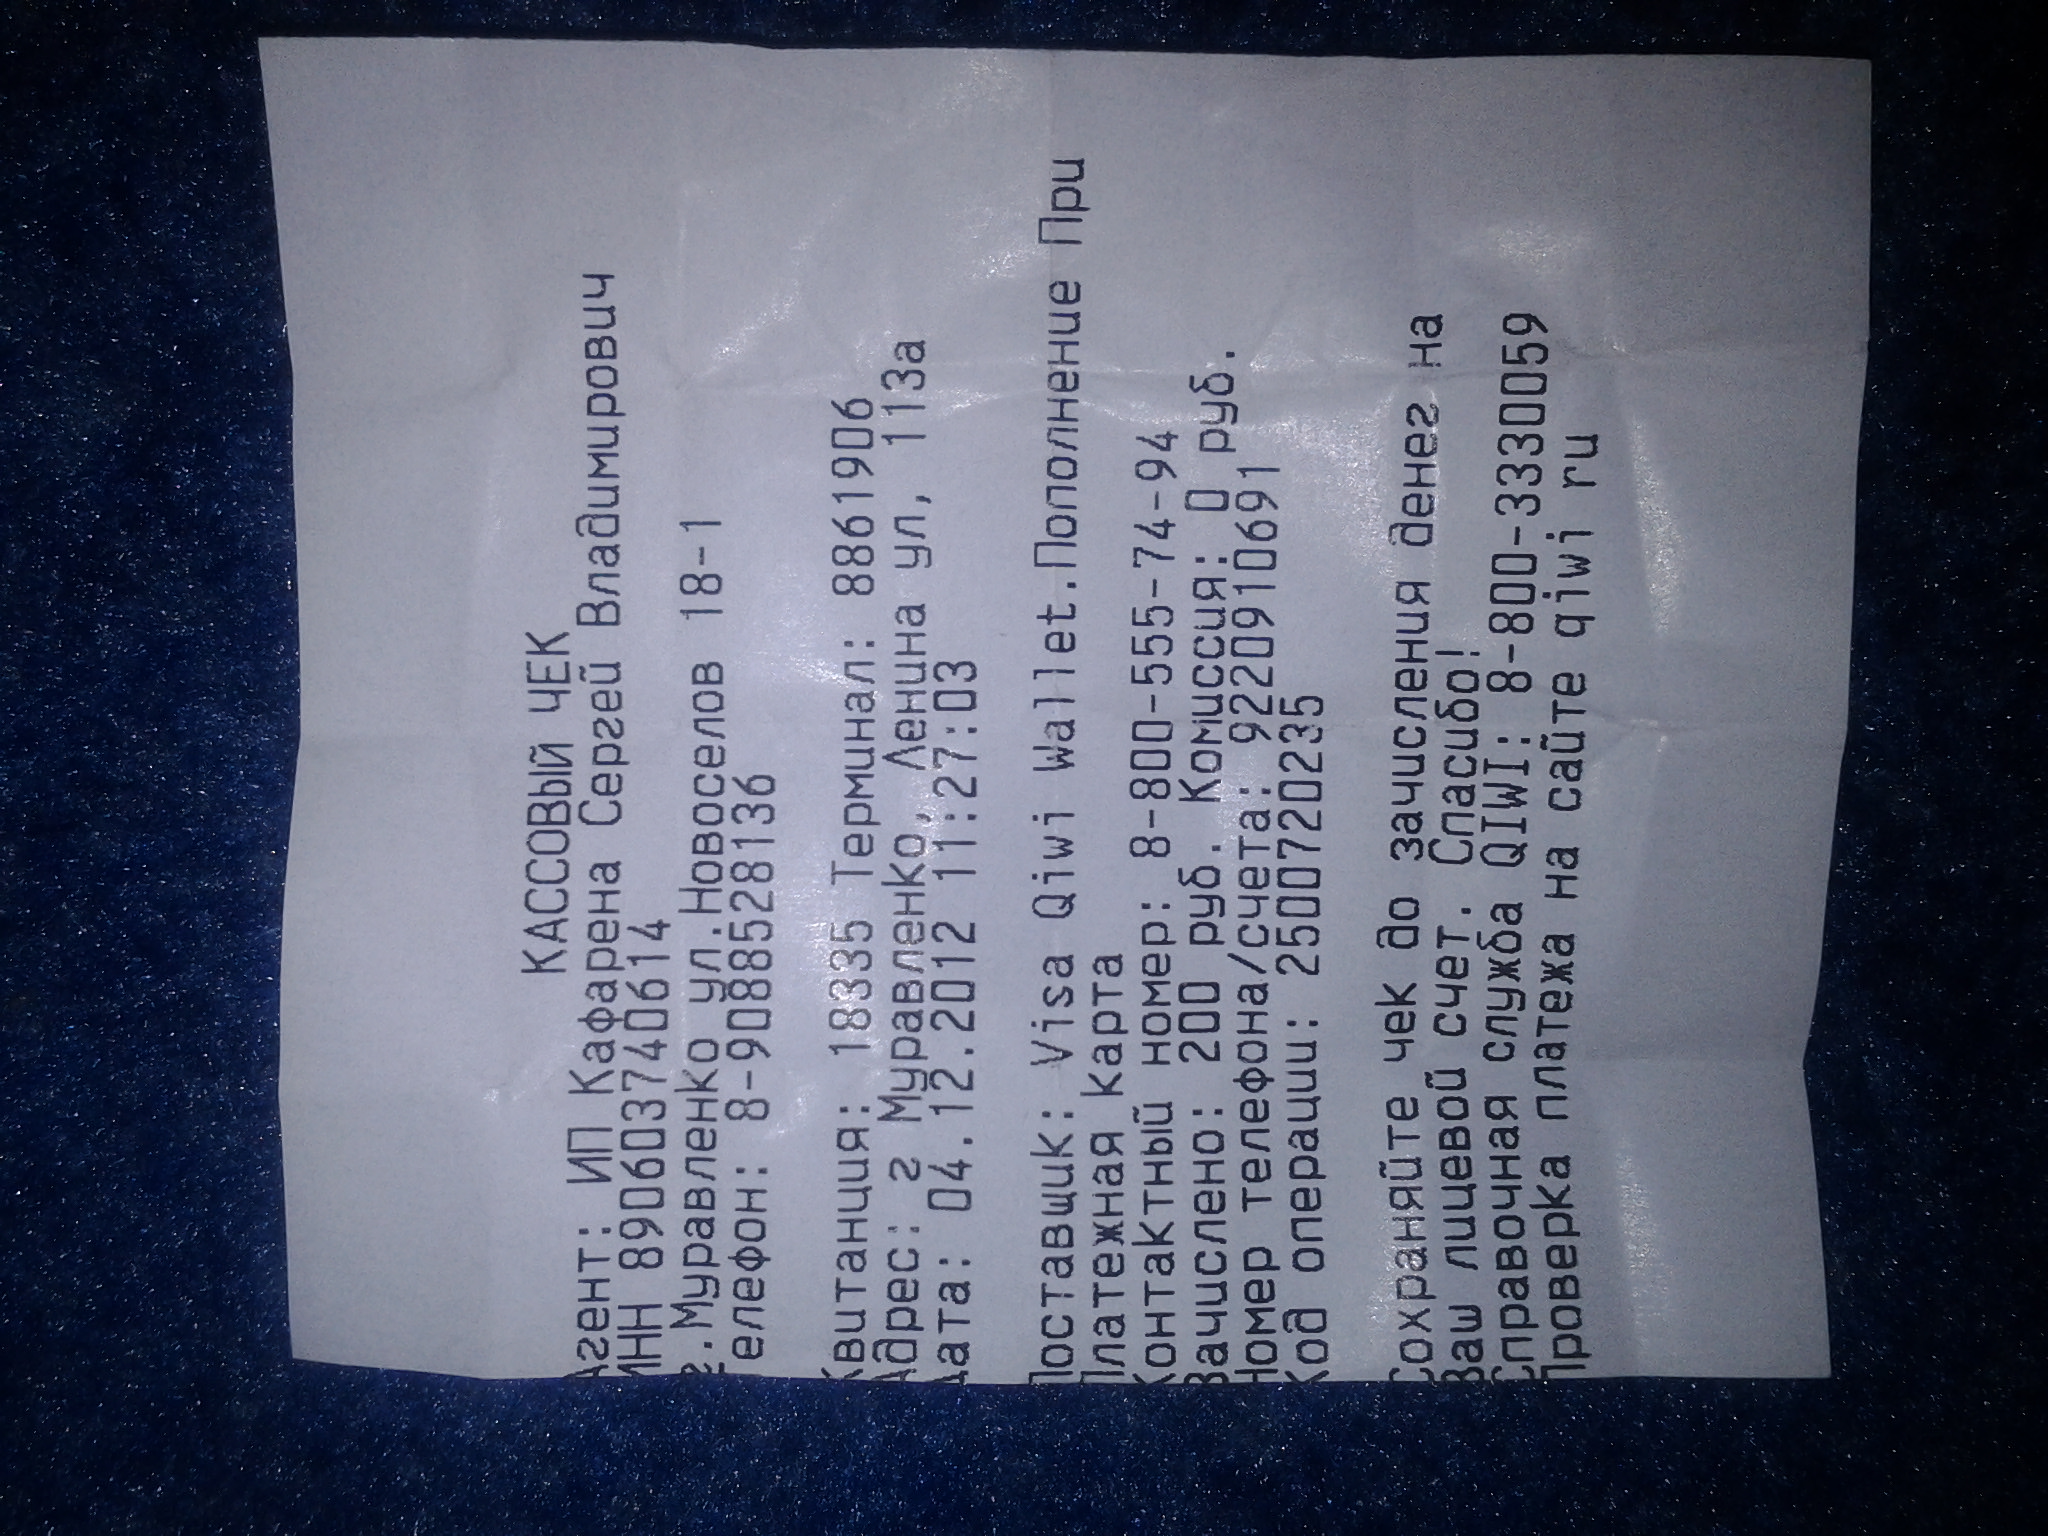 КАССОВЫЙ ЧЕК
Агент: ИП Кафарена Сергей Владимирович
ИНН 890603740614
г.Муравленко ул.Новоселов 18-1
елефон: 8-9088528136
Квитанция: 18335 Терминал: 8861906
Адрес: г Муравленко, Ленина ул, 113а
Дата: 04.12.2012 11:27:03
Поставщик: Visa Qiwi Wallet.Пополнение При
Платежная Карта
Контактный номер: 8-800-555-74-94
Зачислено: 200 руб. Комиссия: 0 руб.
Номер телефона/счета: 9220910691
Код операции: 2500720235
Сохраняйте чек до зачисления денег на
Ваш лицевой счет. Спасибо!
Справочная служба QIWI: 8-800-3330059
Проверка платежа на сайте qiwi ru